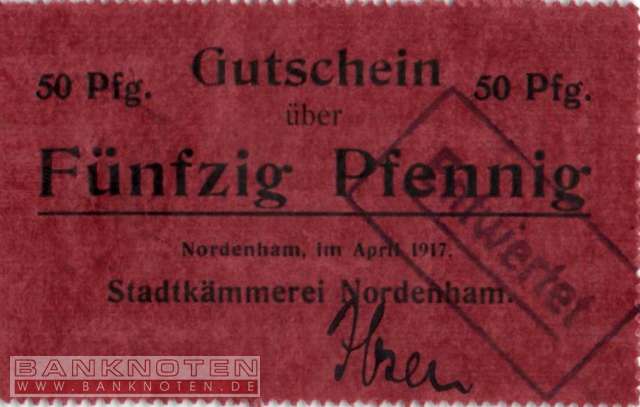 50 Pfg. Gutschein 50 Pfg.
über
Fünfzig Pfennig
Nordenham, im April 1917.
Stadtkämmerei Nordenham.
Entwertet
BANKNOTEN
WWW.BANKNOTEN.DE